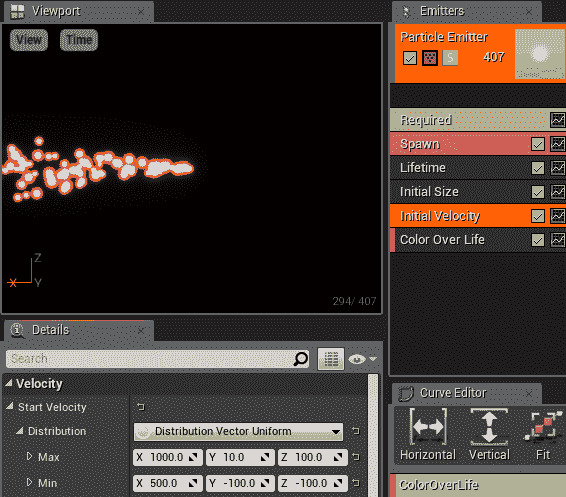 Viewport
View Time
Z
X Y
294/ 407
Details
Search
Velocity
Start Velocity
Distribution Distribution Vector Uniform
Max X 1000.0 Y 10.0 Z 100.0
Min X 500.0 Y -100.0 Z -100.0
Emitters
Particle Emitter
S 407
Required
Spawn
Lifetime
Initial Size
Initial Velocity
Color Over Life
Curve Editor
Horizontal Vertical Fit
ColorOverLife